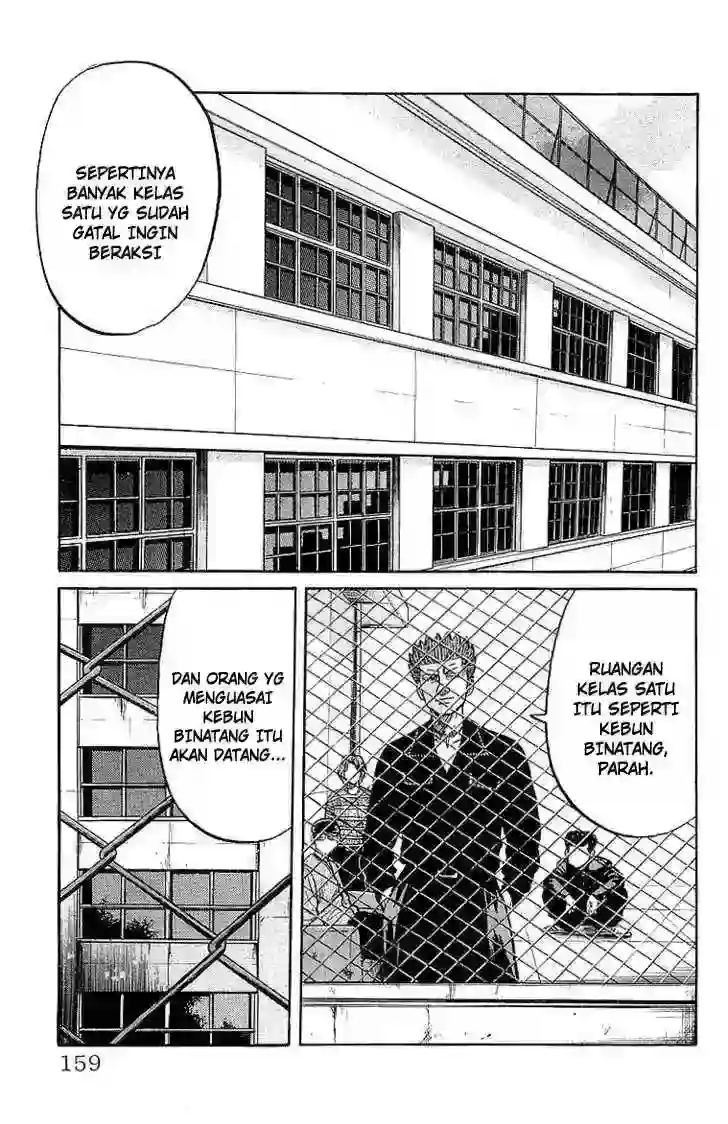 SEPERTINYA
BANYAK KELAS
SATU YG SUDAH
GATAL INGIN
BERAKSI
RUANGAN
KELAS SATU
ITU SEPERTI
KEBUN
BINATANG,
PARAH.
DAN ORANG YG
MENGUASAI
KEBUN
BINATANG ITU
AKAN DATANG...
159